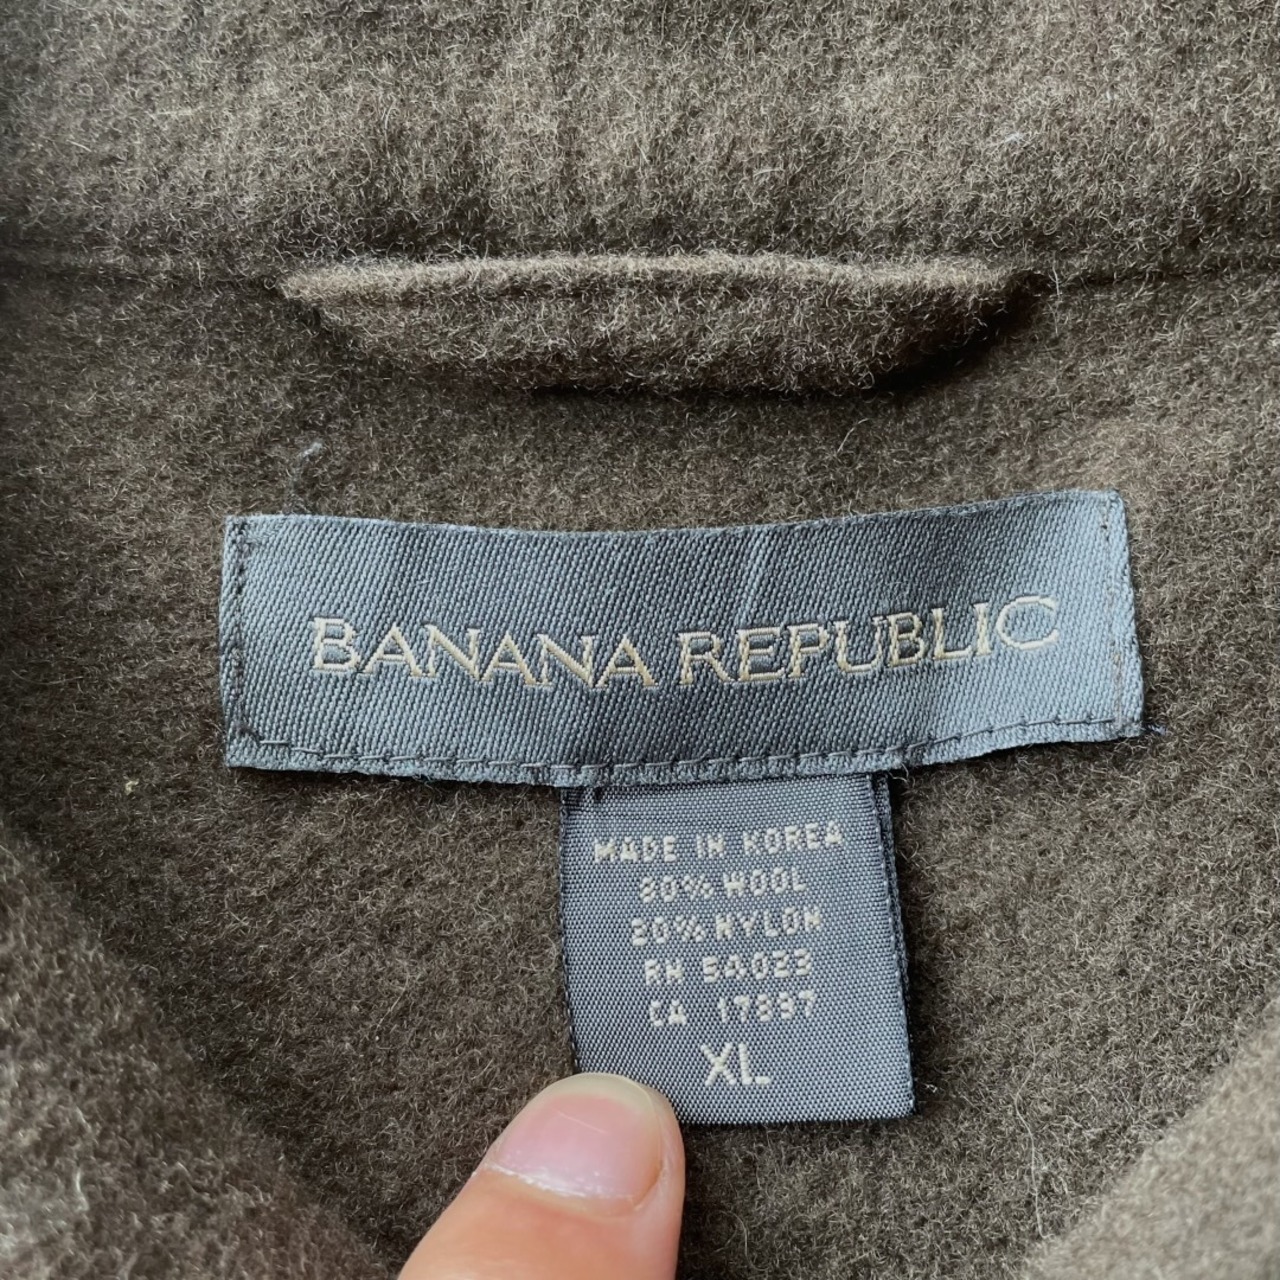 BANANA REPUBLIC
MADE IN KOREA
80% WOOL
20% NYLON
RN 54023
CA 17897
XL